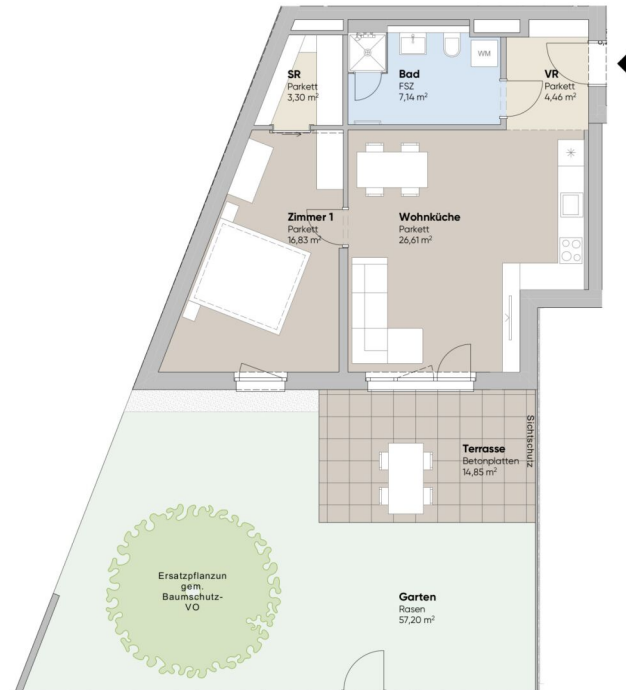 SR
Parkett
3,30 m²
Bad
FSZ
7,14 m²
WM
VR
Parkett
4,46 m²
Zimmer 1
Parkett
16,83 m²
Wohnküche
Parkett
26,61 m²
Terrasse
Betonplatten
14,85 m²
Sichtschutz
Ersatzpflanzun
gem.
Baumschutz-
VO
Garten
Rasen
57,20 m²